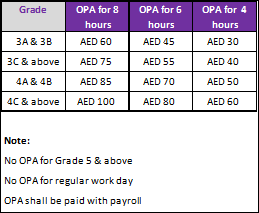 Grade OPA for 8 hours OPA for 6 hours OPA for 4 hours
3A & 3B AED 60 AED 45 AED 30
3C & above AED 75 AED 55 AED 40
4A & 4B AED 85 AED 70 AED 50
4C & above AED 100 AED 80 AED 60
Note:
No OPA for Grade 5 & above
No OPA for regular work day
OPA shall be paid with payroll